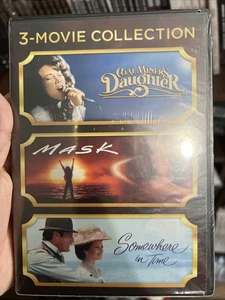 3-MOVIE COLLECTION
COAL MINER'S
Daughter
MASK
Somewhere
in Time